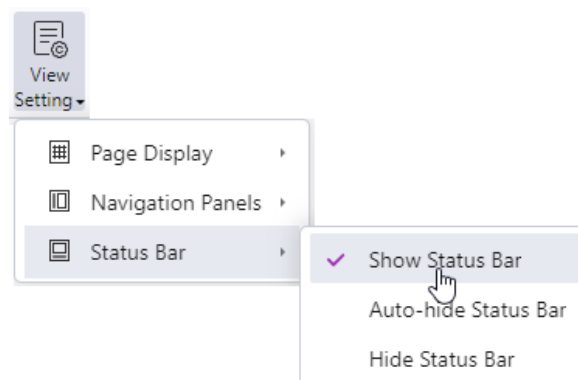 View
Setting
Page Display
Navigation Panels
Status Bar
Show Status Bar
Auto-hide Status Bar
Hide Status Bar